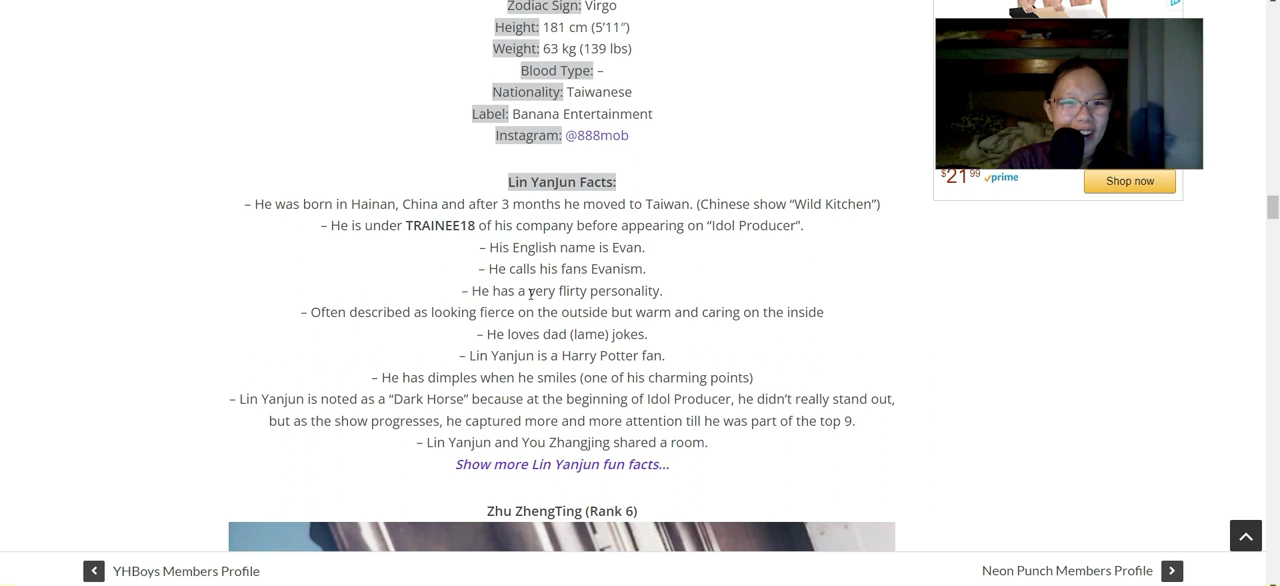 Zodiac Sign: Virgo
Height: 181 cm (5’11″)
Weight: 63 kg (139 lbs)
Blood Type: –
Nationality: Taiwanese
Label: Banana Entertainment
Instagram: @888mob
$21 99 prime
Shop now
Lin YanJun Facts:
– He was born in Hainan, China and after 3 months he moved to Taiwan. (Chinese show “Wild Kitchen”)
– He is under TRAINEE18 of his company before appearing on “Idol Producer”.
– His English name is Evan.
– He calls his fans Evanism.
– He has a very flirty personality.
– Often described as looking fierce on the outside but warm and caring on the inside
– He loves dad (lame) jokes.
– Lin Yanjun is a Harry Potter fan.
– He has dimples when he smiles (one of his charming points)
– Lin Yanjun is noted as a “Dark Horse” because at the beginning of Idol Producer, he didn’t really stand out,
but as the show progresses, he captured more and more attention till he was part of the top 9.
– Lin Yanjun and You Zhangjing shared a room.
Show more Lin Yanjun fun facts…
Zhu ZhengTing (Rank 6)
YHBoys Members Profile
Neon Punch Members Profile